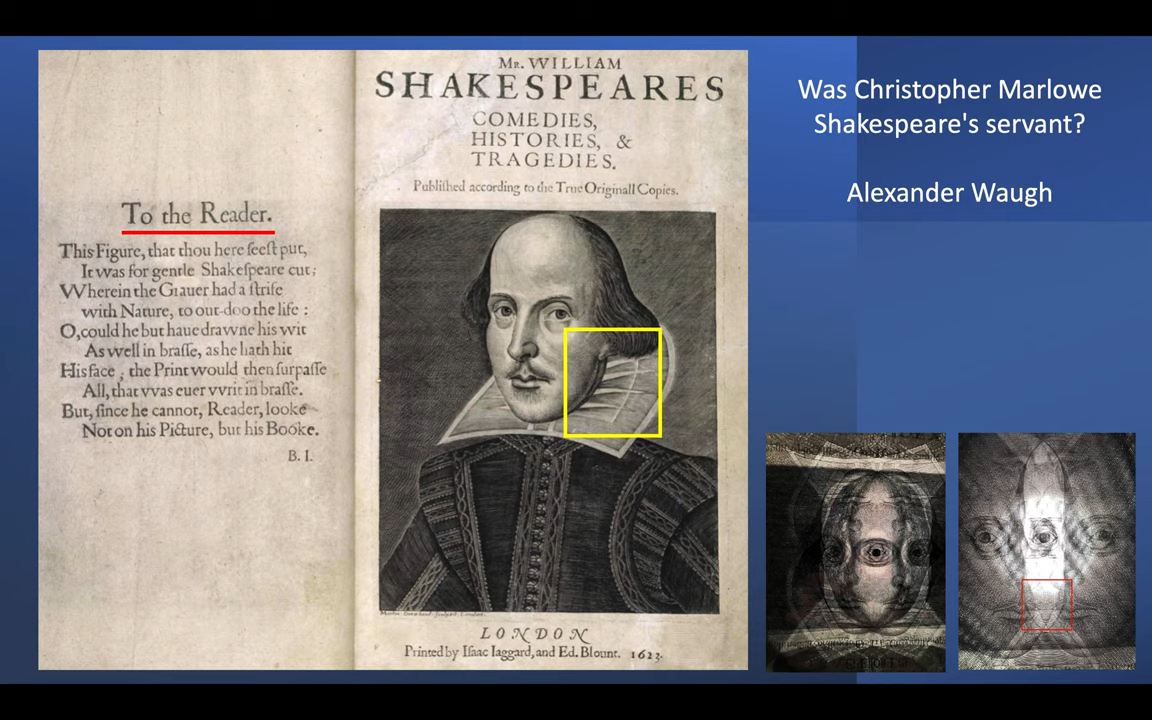 To the Reader.
This Figure, that thou here seeſt put,
It was for gentle Shakeſpeare cut;
Wherein the Grauer had a ſtrife
with Nature, to out-doo the life :
O, could he but haue drawne his wit
As well in braſſe, as he hath hit
His face ; the Print would then ſurpaſſe
All, that vvas euer vvrit in braſſe.
But, ſince he cannot, Reader, looke
Not on his Picture, but his Booke.
B. I.
Mr. WILLIAM
SHAKESPEARES
COMEDIES,
HISTORIES, &
TRAGEDIES.
Publiſhed according to the True Originall Copies.
LONDON
Printed by Iſaac Iaggard, and Ed. Blount. 1623.
Was Christopher Marlowe
Shakespeare's servant?
Alexander Waugh